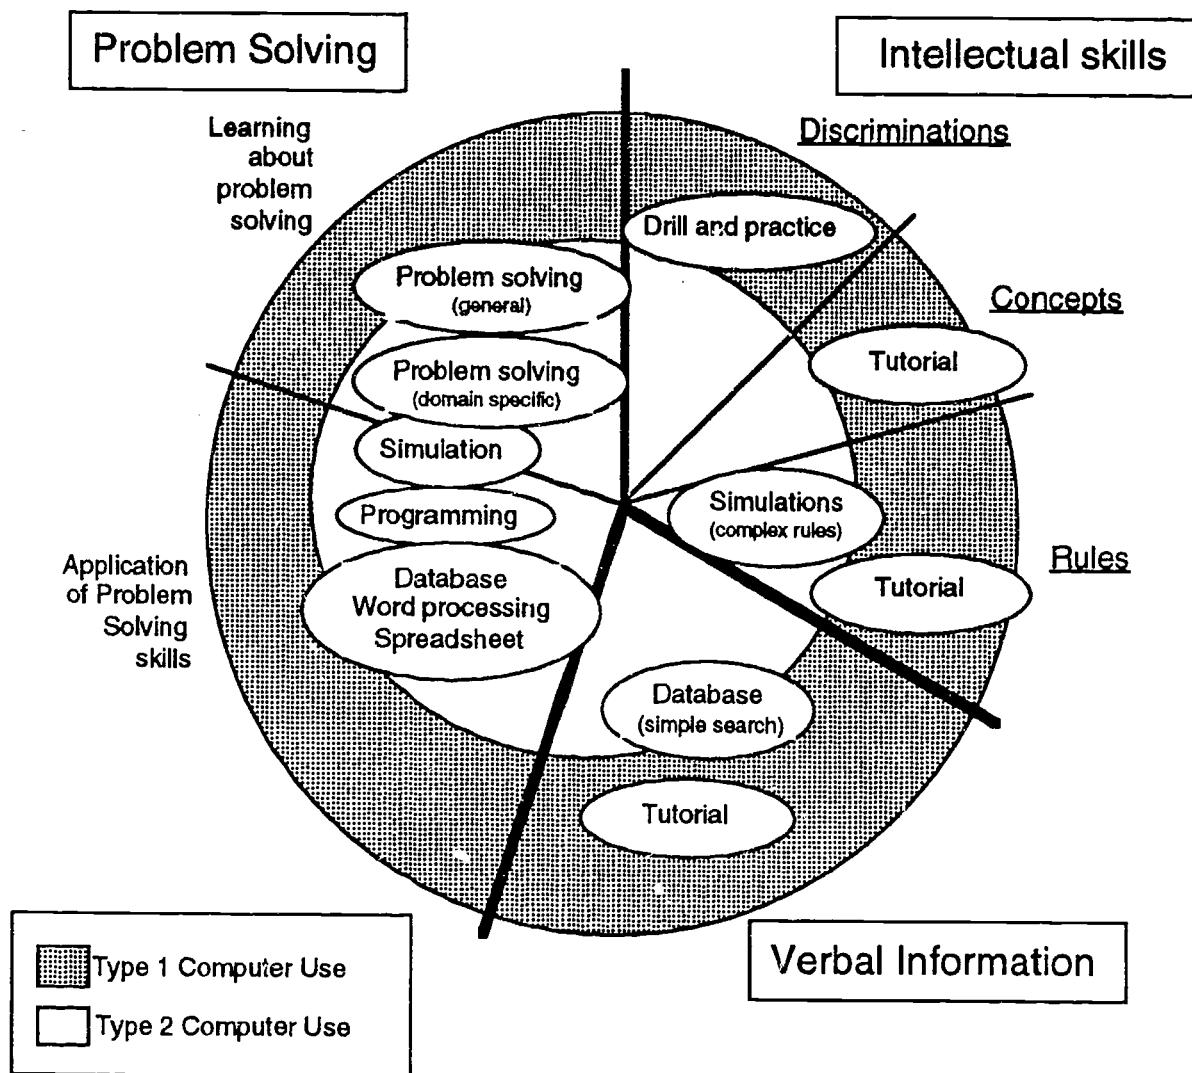 Problem Solving
Intellectual skills
Learning
about
problem
solving
Discriminations
Drill and practice
Problem solving
(general)
Concepts
Tutorial
Problem solving
(domain specific)
Simulation
Simulations
(complex rules)
Programming
Rules
Tutorial
Application
of Problem
Solving
skills
Database
Word processing
Spreadsheet
Database
(simple search)
Tutorial
Verbal Information
Type 1 Computer Use
Type 2 Computer Use